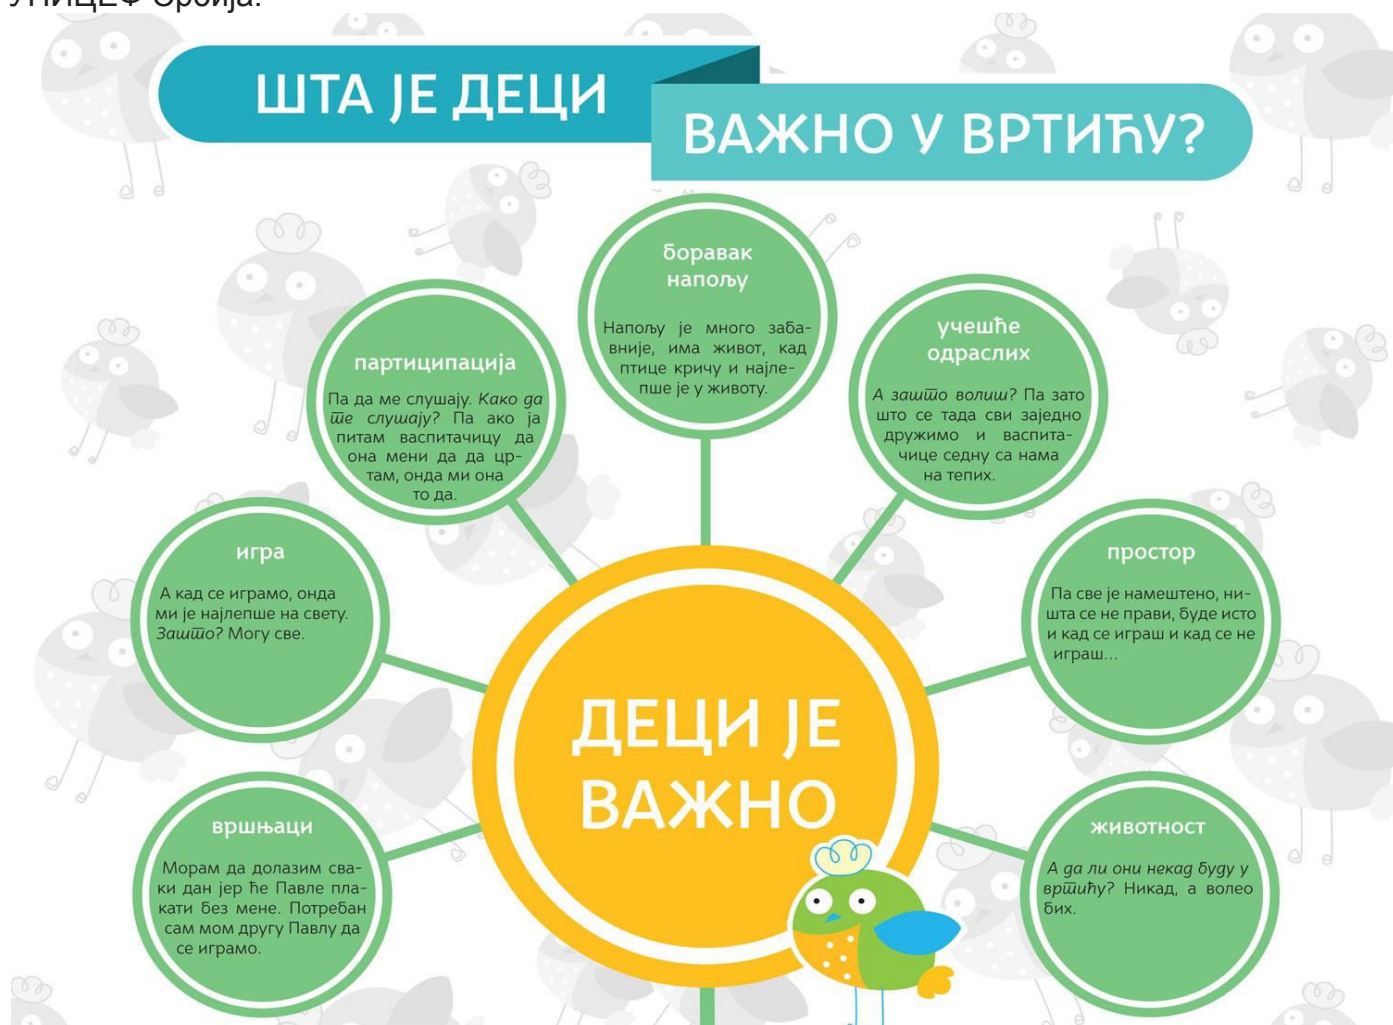 УНИЦЕФ Србија.
ШТА ЈЕ ДЕЦИ
ВАЖНО У ВРТИЋУ?
боравак
напољу
Напољу је много заба-
вније, има живот, кад
птице кричу и најле-
пше је у животу.
партиципација
Па да ме слушају. Како да
те слушају? Па ако ја
питам васпитачицу да
она мени да да цр-
там, онда ми она
то да.
учешће
одраслих
А зашто волиш? Па зато
што се тада сви заједно
дружимо и васпита-
чице седну са нама
на тепих.
игра
А кад се играмо, онда
ми је најлепше на свету.
Зашто? Могу све.
простор
Па све је намештено, ни-
шта се не прави, буде исто
и кад се играш и кад се не
играш...
ДЕЦИ ЈЕ
ВАЖНО
вршњаци
Морам да долазим сва-
ки дан јер ће Павле пла-
кати без мене. Потребан
сам мом другу Павлу да
се играмо.
животност
А да ли они некад буду у
вртићу? Никад, а волео
бих.